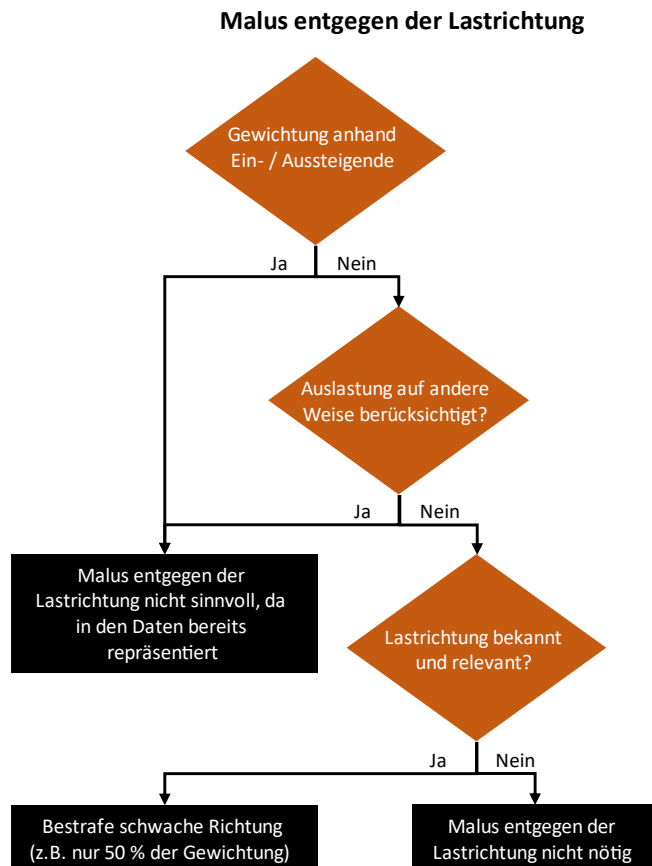 Malus entgegen der Lastrichtung
Gewichtung anhand
Ein- / Aussteigende
Ja
Nein
Auslastung auf andere
Weise berücksichtigt?
Ja
Nein
Malus entgegen der
Lastrichtung nicht sinnvoll, da
in den Daten bereits
repräsentiert
Lastrichtung bekannt
und relevant?
Ja
Nein
Bestrafe schwache Richtung
(z.B. nur 50 % der Gewichtung)
Malus entgegen der
Lastrichtung nicht nötig